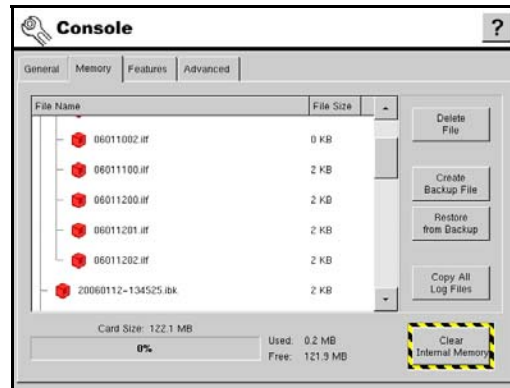 Console
?
General Memory Features Advanced
File Name File Size
06011002.ilf 0 KB
06011100.ilf 2 KB
06011200.ilf 2 KB
06011201.ilf 2 KB
06011202.ilf 2 KB
20060112-134525.ibk 2 KB
Delete
File
Create
Backup File
Restore
from Backup
Copy All
Log Files
Card Size: 122.1 MB
0%
Used: 0.2 MB
Free: 121.9 MB
Clear
Internal Memory